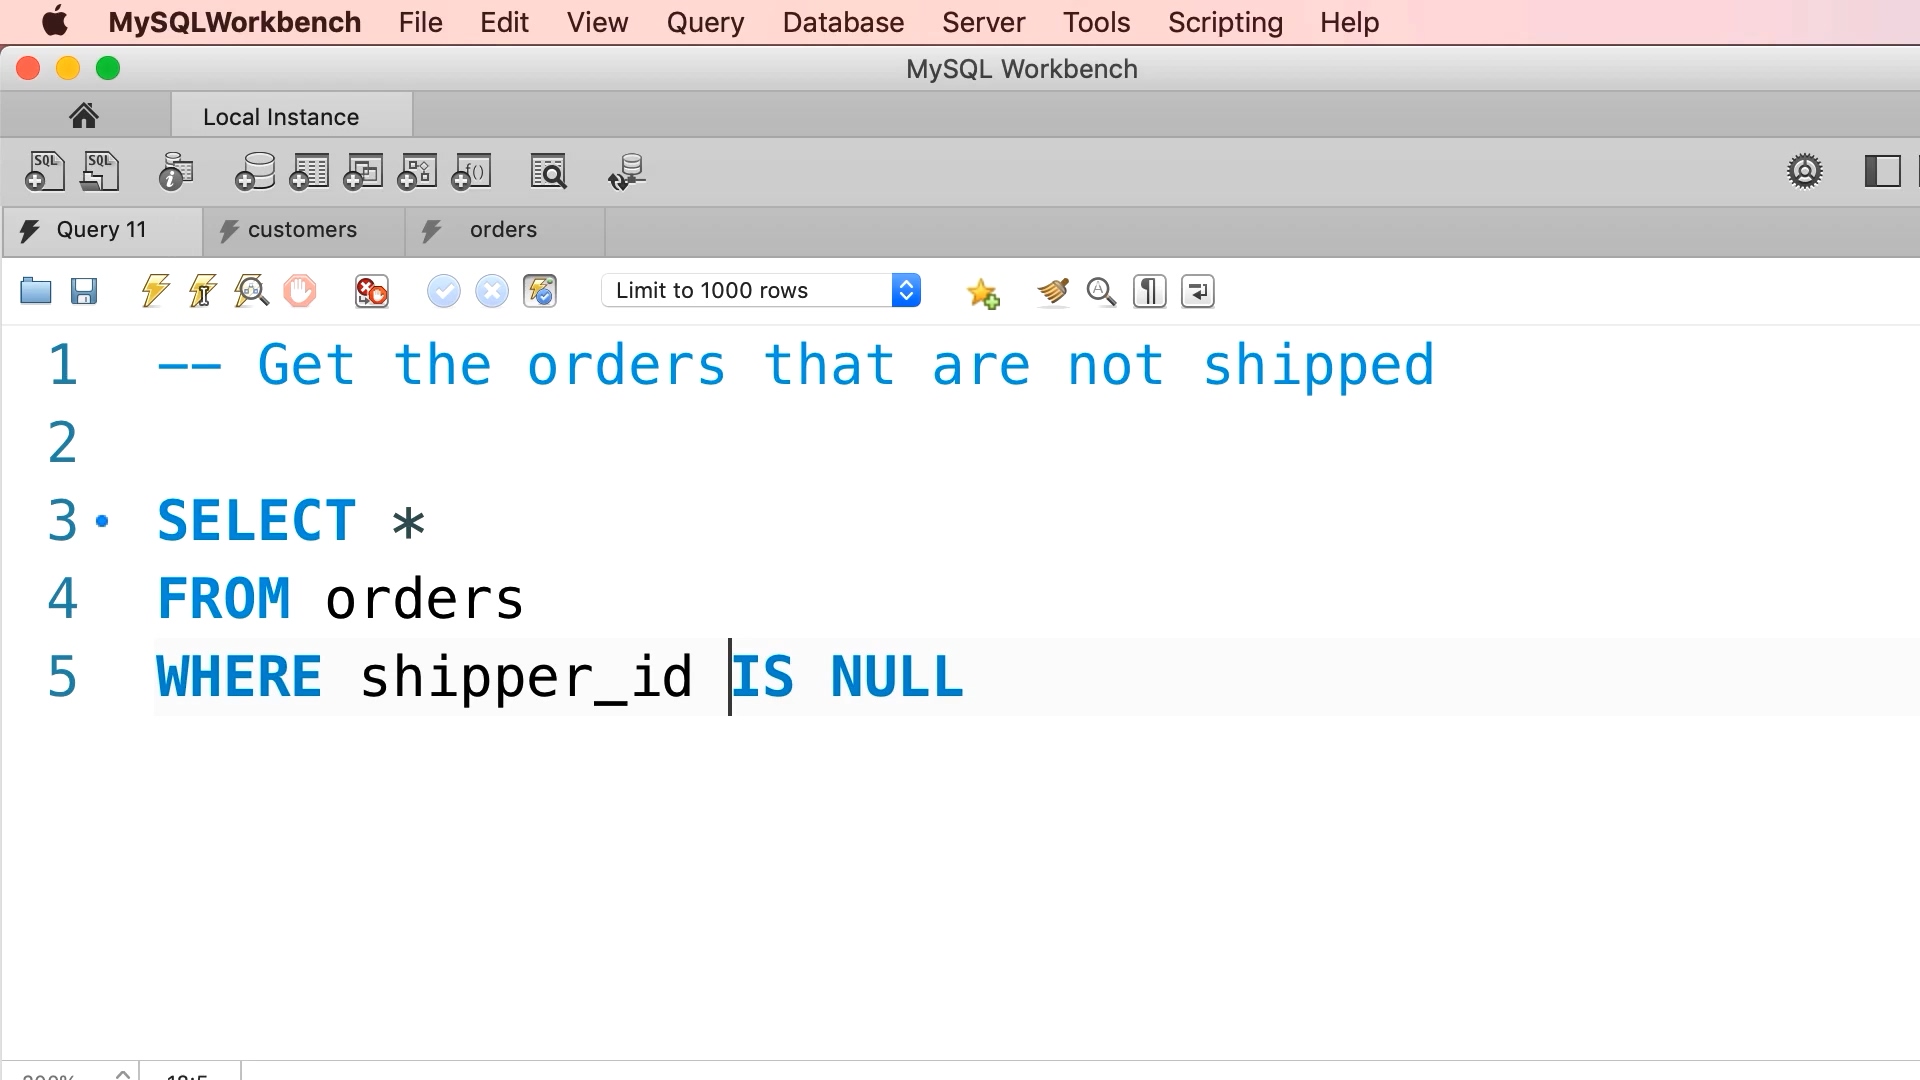 MySQLWorkbench File Edit View Query Database Server Tools Scripting Help
MySQL Workbench
Local Instance
SQL SQL f()
Query 11 customers orders
Limit to 1000 rows
1 -- Get the orders that are not shipped
2
3 SELECT *
4 FROM orders
5 WHERE shipper_id IS NULL